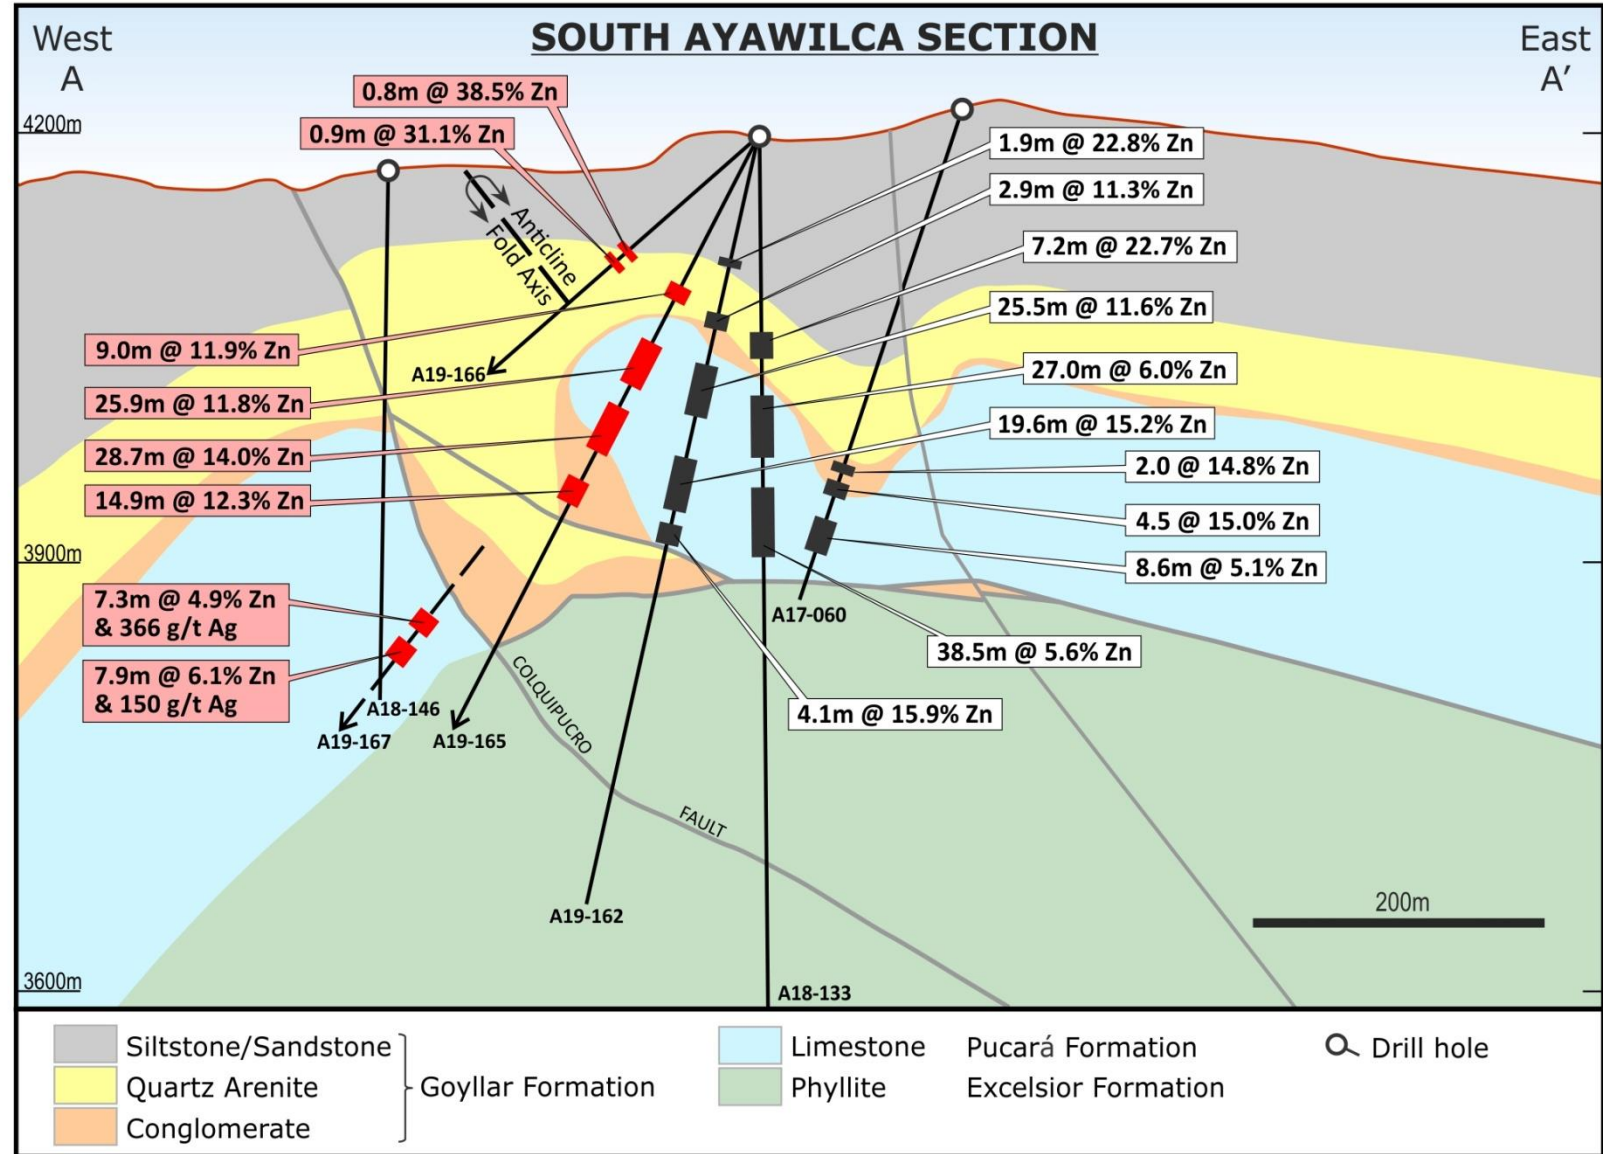 SOUTH AYAWILCA SECTION
West
A
East
A’
4200m
3900m
3600m
0.8m @ 38.5% Zn
0.9m @ 31.1% Zn
9.0m @ 11.9% Zn
25.9m @ 11.8% Zn
28.7m @ 14.0% Zn
14.9m @ 12.3% Zn
7.3m @ 4.9% Zn
& 366 g/t Ag
7.9m @ 6.1% Zn
& 150 g/t Ag
Anticline
Fold Axis
1.9m @ 22.8% Zn
2.9m @ 11.3% Zn
7.2m @ 22.7% Zn
25.5m @ 11.6% Zn
27.0m @ 6.0% Zn
19.6m @ 15.2% Zn
2.0 @ 14.8% Zn
4.5 @ 15.0% Zn
8.6m @ 5.1% Zn
38.5m @ 5.6% Zn
4.1m @ 15.9% Zn
A19-166
A17-060
A18-146
A19-167
A19-165
A19-162
A18-133
COLQUIPUCRO
FAULT
200m
Siltstone/Sandstone
Quartz Arenite
Conglomerate
Goyllar Formation
Limestone
Pucará Formation
Phyllite
Excelsior Formation
Drill hole